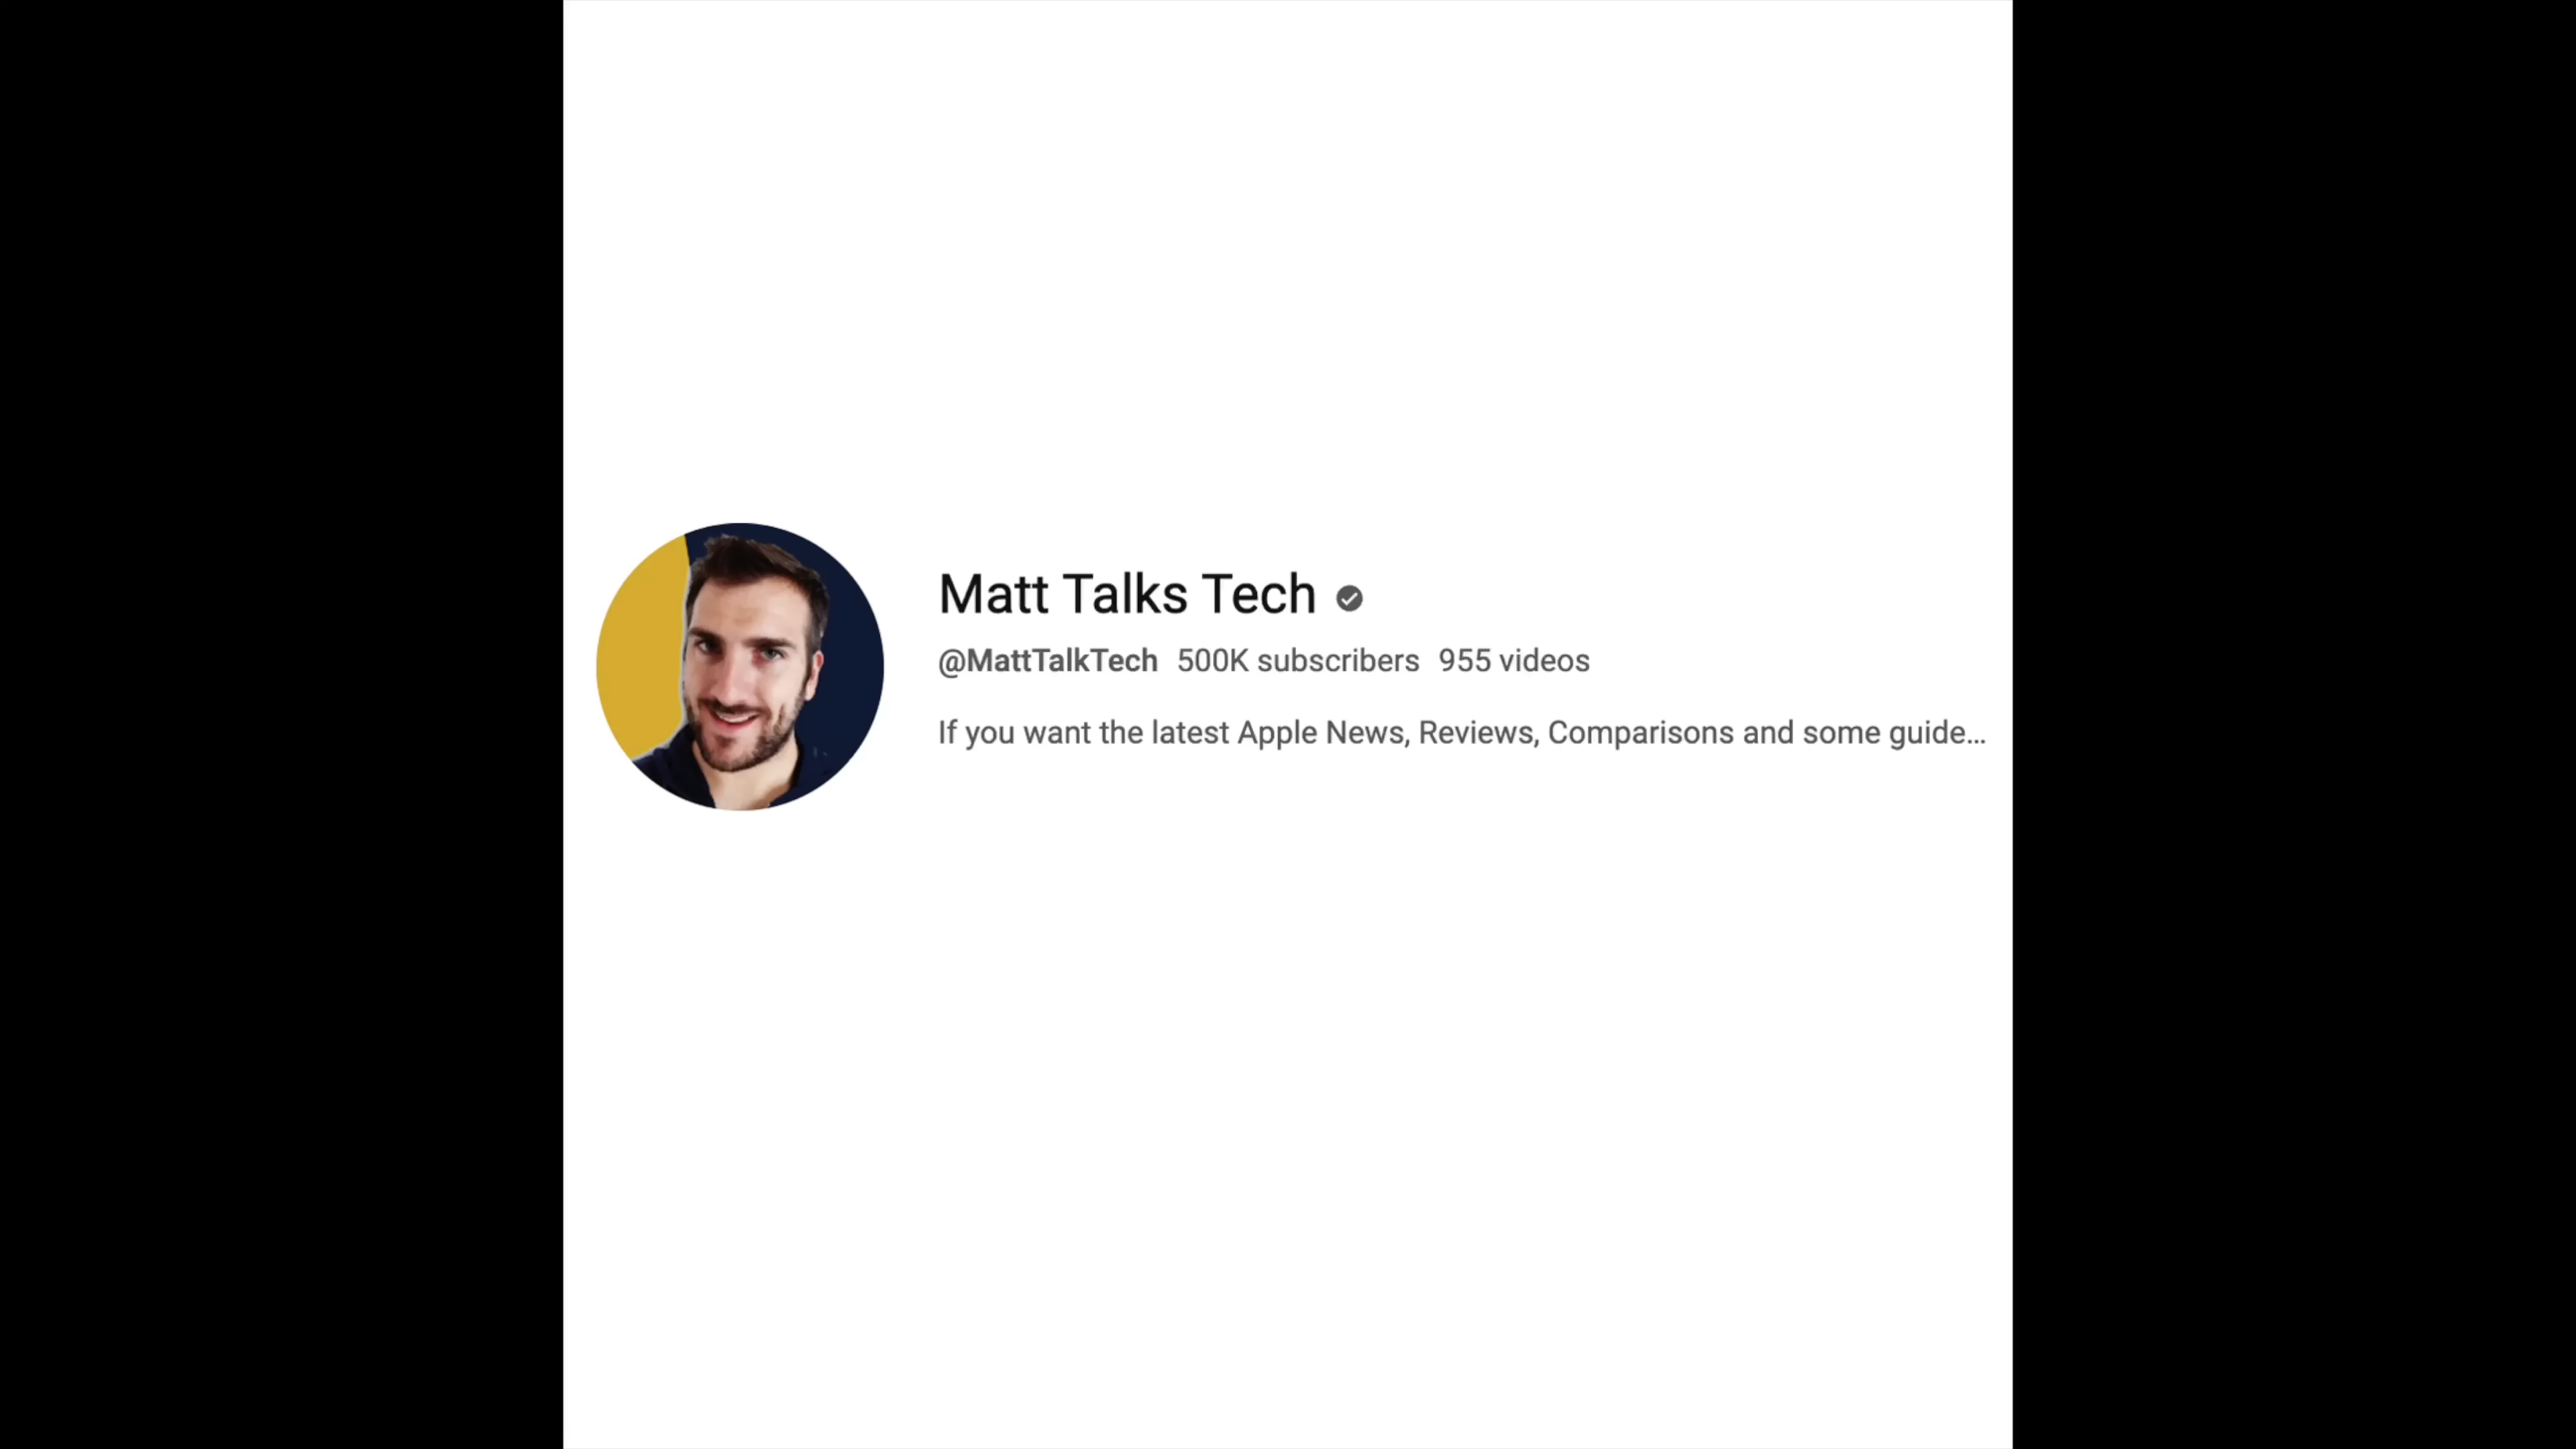 Matt Talks Tech
@MattTalkTech 500K subscribers 955 videos
If you want the latest Apple News, Reviews, Comparisons and some guide...